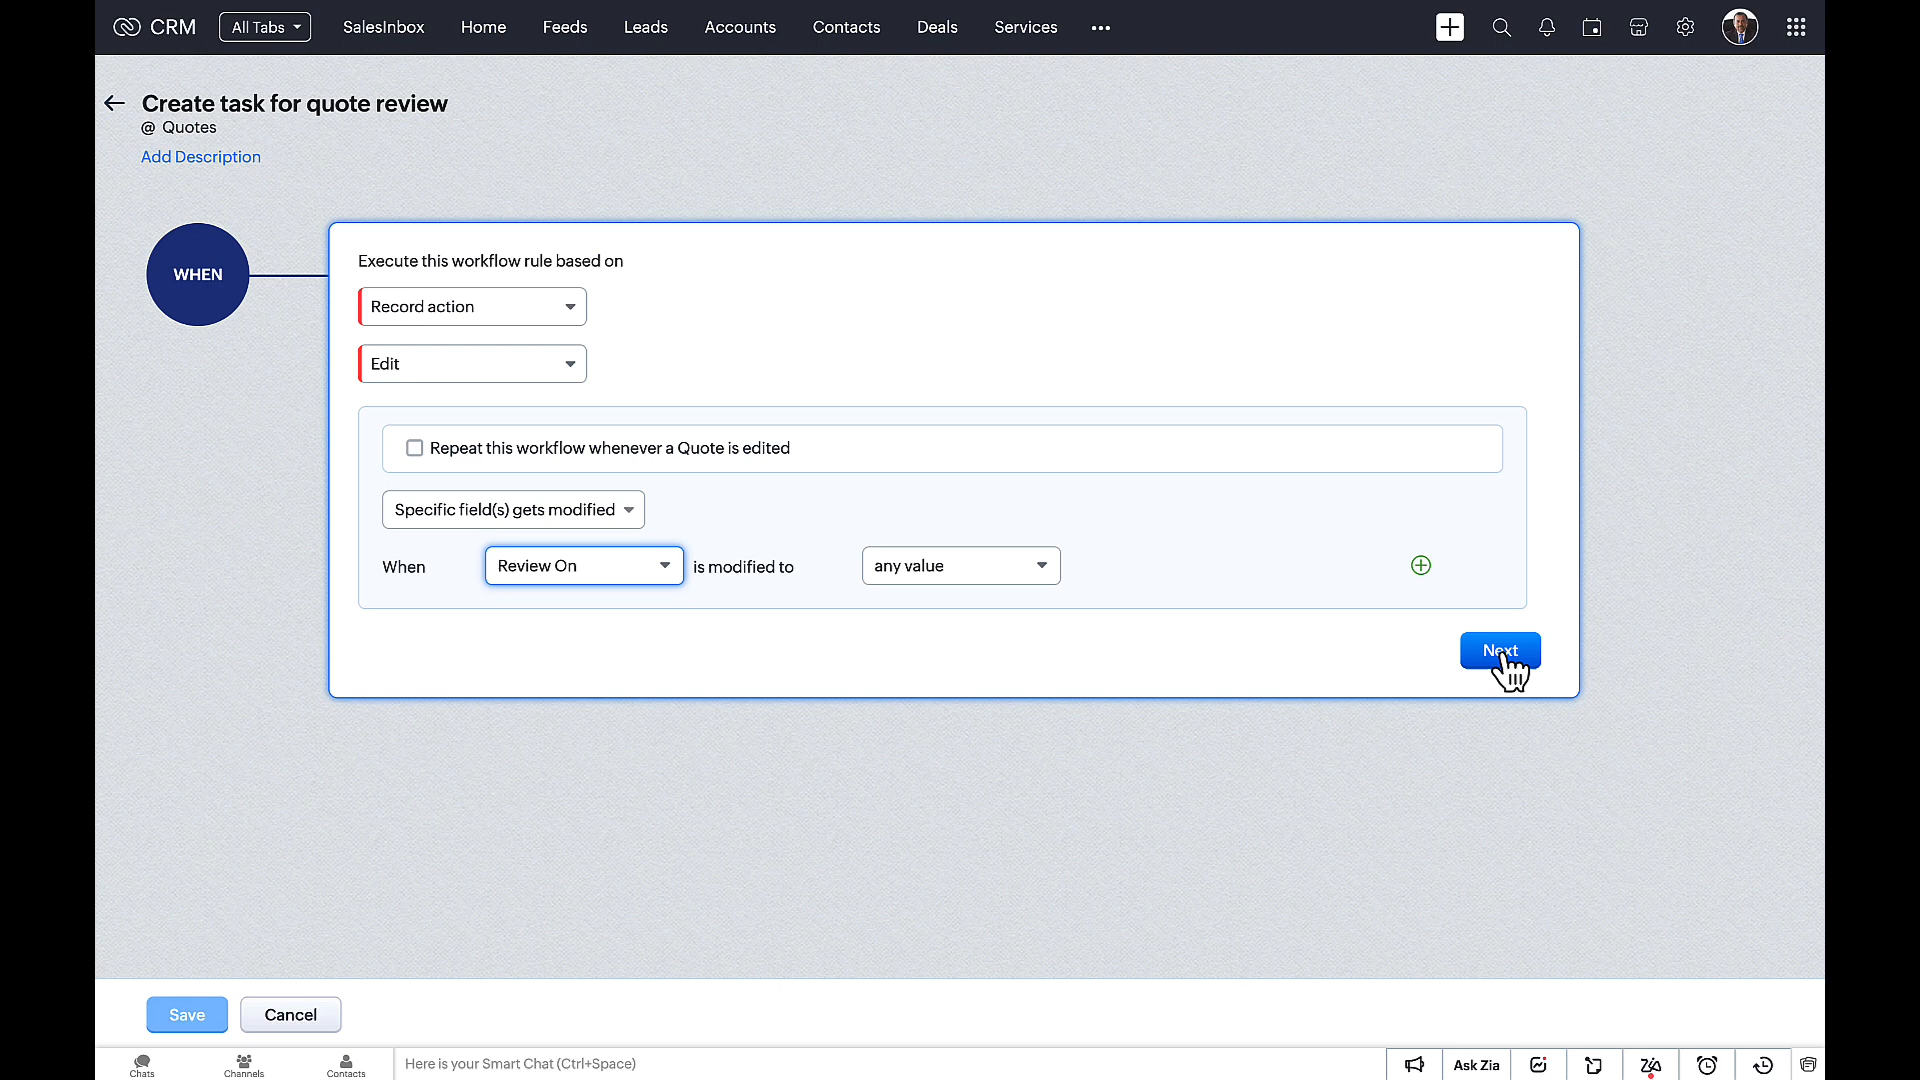 CRM All Tabs SalesInbox Home Feeds Leads Accounts Contacts Deals Services
Create task for quote review
@ Quotes
Add Description
WHEN
Execute this workflow rule based on
Record action
Edit
Repeat this workflow whenever a Quote is edited
Specific field(s) gets modified
When Review On is modified to any value
Next
Save Cancel
Chats Channels Contacts Here is your Smart Chat (Ctrl+Space) Ask Zia